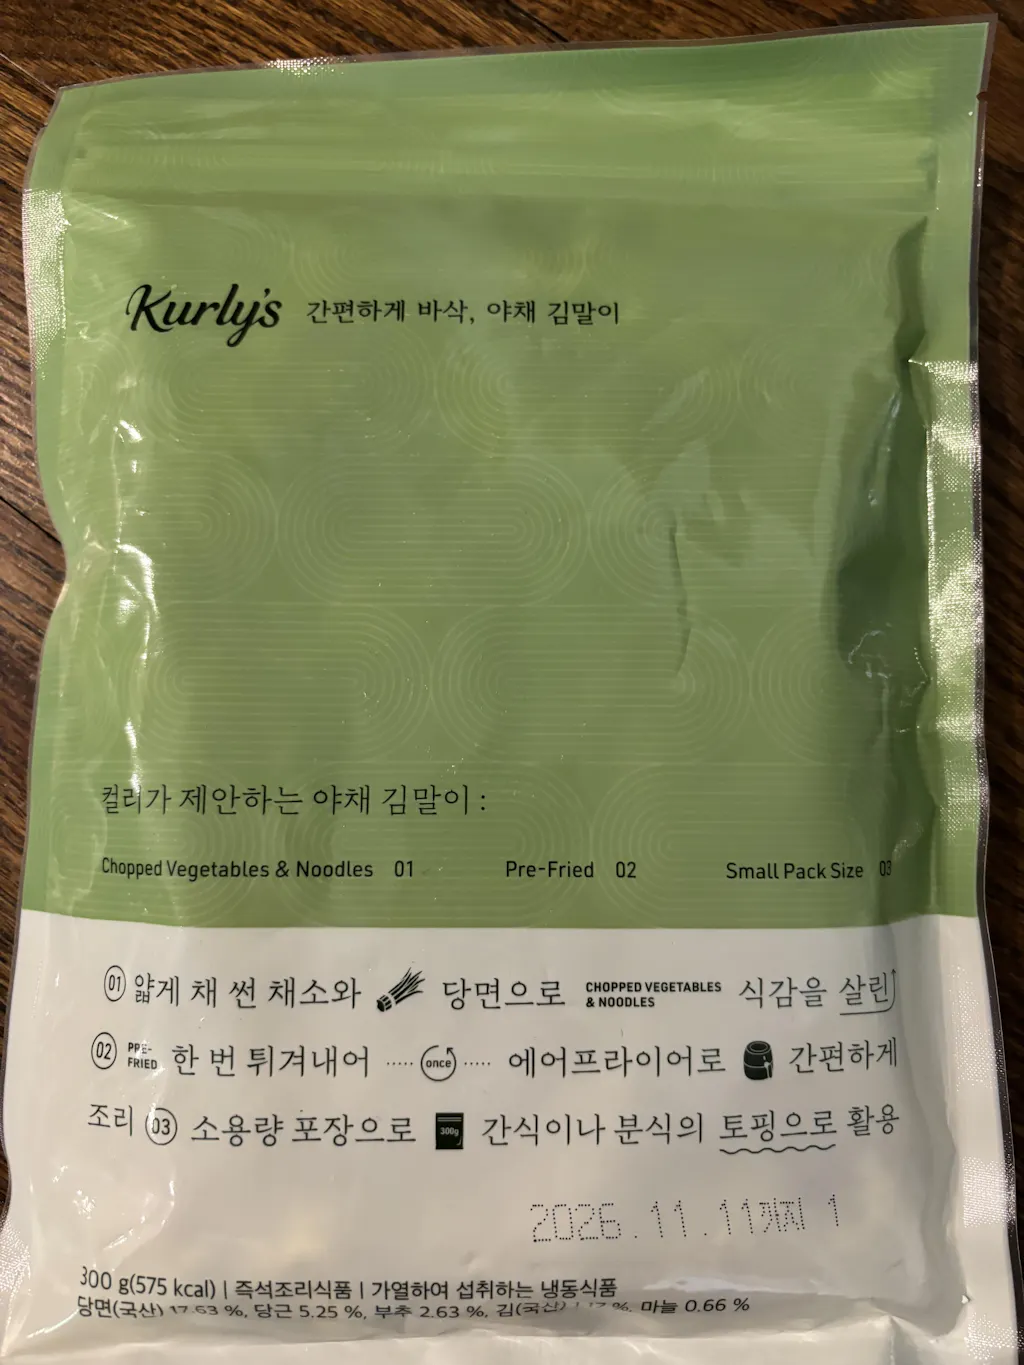 Kurly's 간편하게 바삭, 야채 김말이
컬리가 제안하는 야채 김말이 :
Chopped Vegetables & Noodles 01 Pre-Fried 02 Small Pack Size 03
01 얇게 채 썬 채소와 당면으로 CHOPPED VEGETABLES & NOODLES 식감을 살린
02 PRE-FRIED 한 번 튀겨내어 once 에어프라이어로 간편하게
조리 03 소용량 포장으로 300g 간식이나 분식의 토핑으로 활용
2026.11.11까지 1
300 g(575 kcal) | 즉석조리식품 | 가열하여 섭취하는 냉동식품
당면(국산) 17.63 %, 당근 5.25 %, 부추 2.63 %, 김(국산) %, 마늘 0.66 %